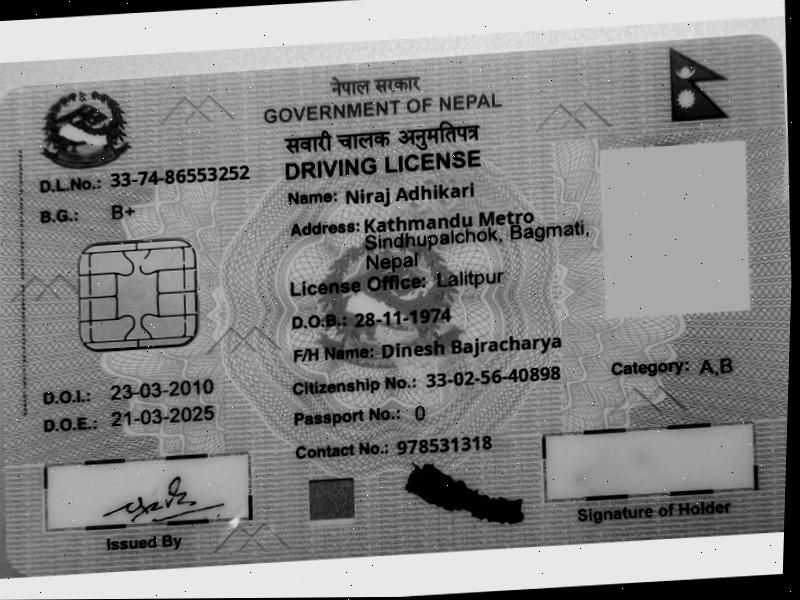 नेपाल सरकार
GOVERNMENT OF NEPAL
सवारी चालक अनुमतिपत्र
DRIVING LICENSE
D.L.No.: 33-74-86553252
B.G.: B+
Name: Niraj Adhikari
Address: Kathmandu Metro
Sindhupalchok, Bagmati,
Nepal
License Office: Lalitpur
D.O.B.: 28-11-1974
F/H Name: Dinesh Bajracharya
Citizenship No.: 33-02-56-40898
Category: A,B
D.O.I.: 23-03-2010
Passport No.: 0
D.O.E.: 21-03-2025
Contact No.: 978531318
Issued By
Signature of Holder